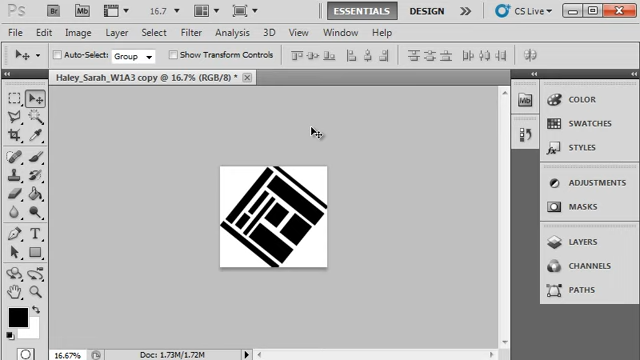 Ps Br Mb 16.7 ESSENTIALS DESIGN CS Live
File Edit Image Layer Select Filter Analysis 3D View Window Help
Auto-Select: Group Show Transform Controls
Haley_Sarah_W1A3 copy @ 16.7% (RGB/8) *
Mb
COLOR
SWATCHES
STYLES
ADJUSTMENTS
MASKS
LAYERS
CHANNELS
PATHS
16.67% Doc: 1.73M/1.72M